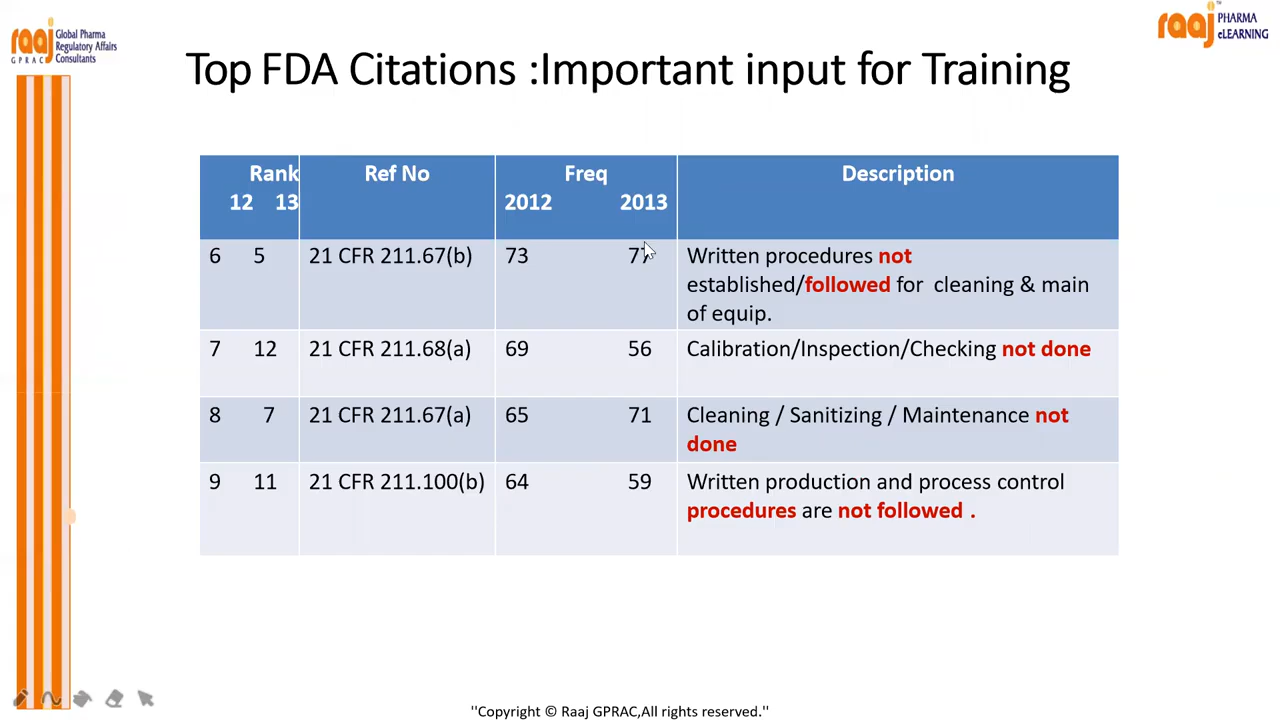 raaj Global Pharma
Regulatory Affairs
GPRAC Consultants
raaj™ PHARMA
eLEARNING
Top FDA Citations :Important input for Training
Rank Ref No Freq Description
12 13 2012 2013
6 5 21 CFR 211.67(b) 73 77 Written procedures not
established/followed for cleaning & main
of equip.
7 12 21 CFR 211.68(a) 69 56 Calibration/Inspection/Checking not done
8 7 21 CFR 211.67(a) 65 71 Cleaning / Sanitizing / Maintenance not
done
9 11 21 CFR 211.100(b) 64 59 Written production and process control
procedures are not followed .
''Copyright © Raaj GPRAC,All rights reserved.''